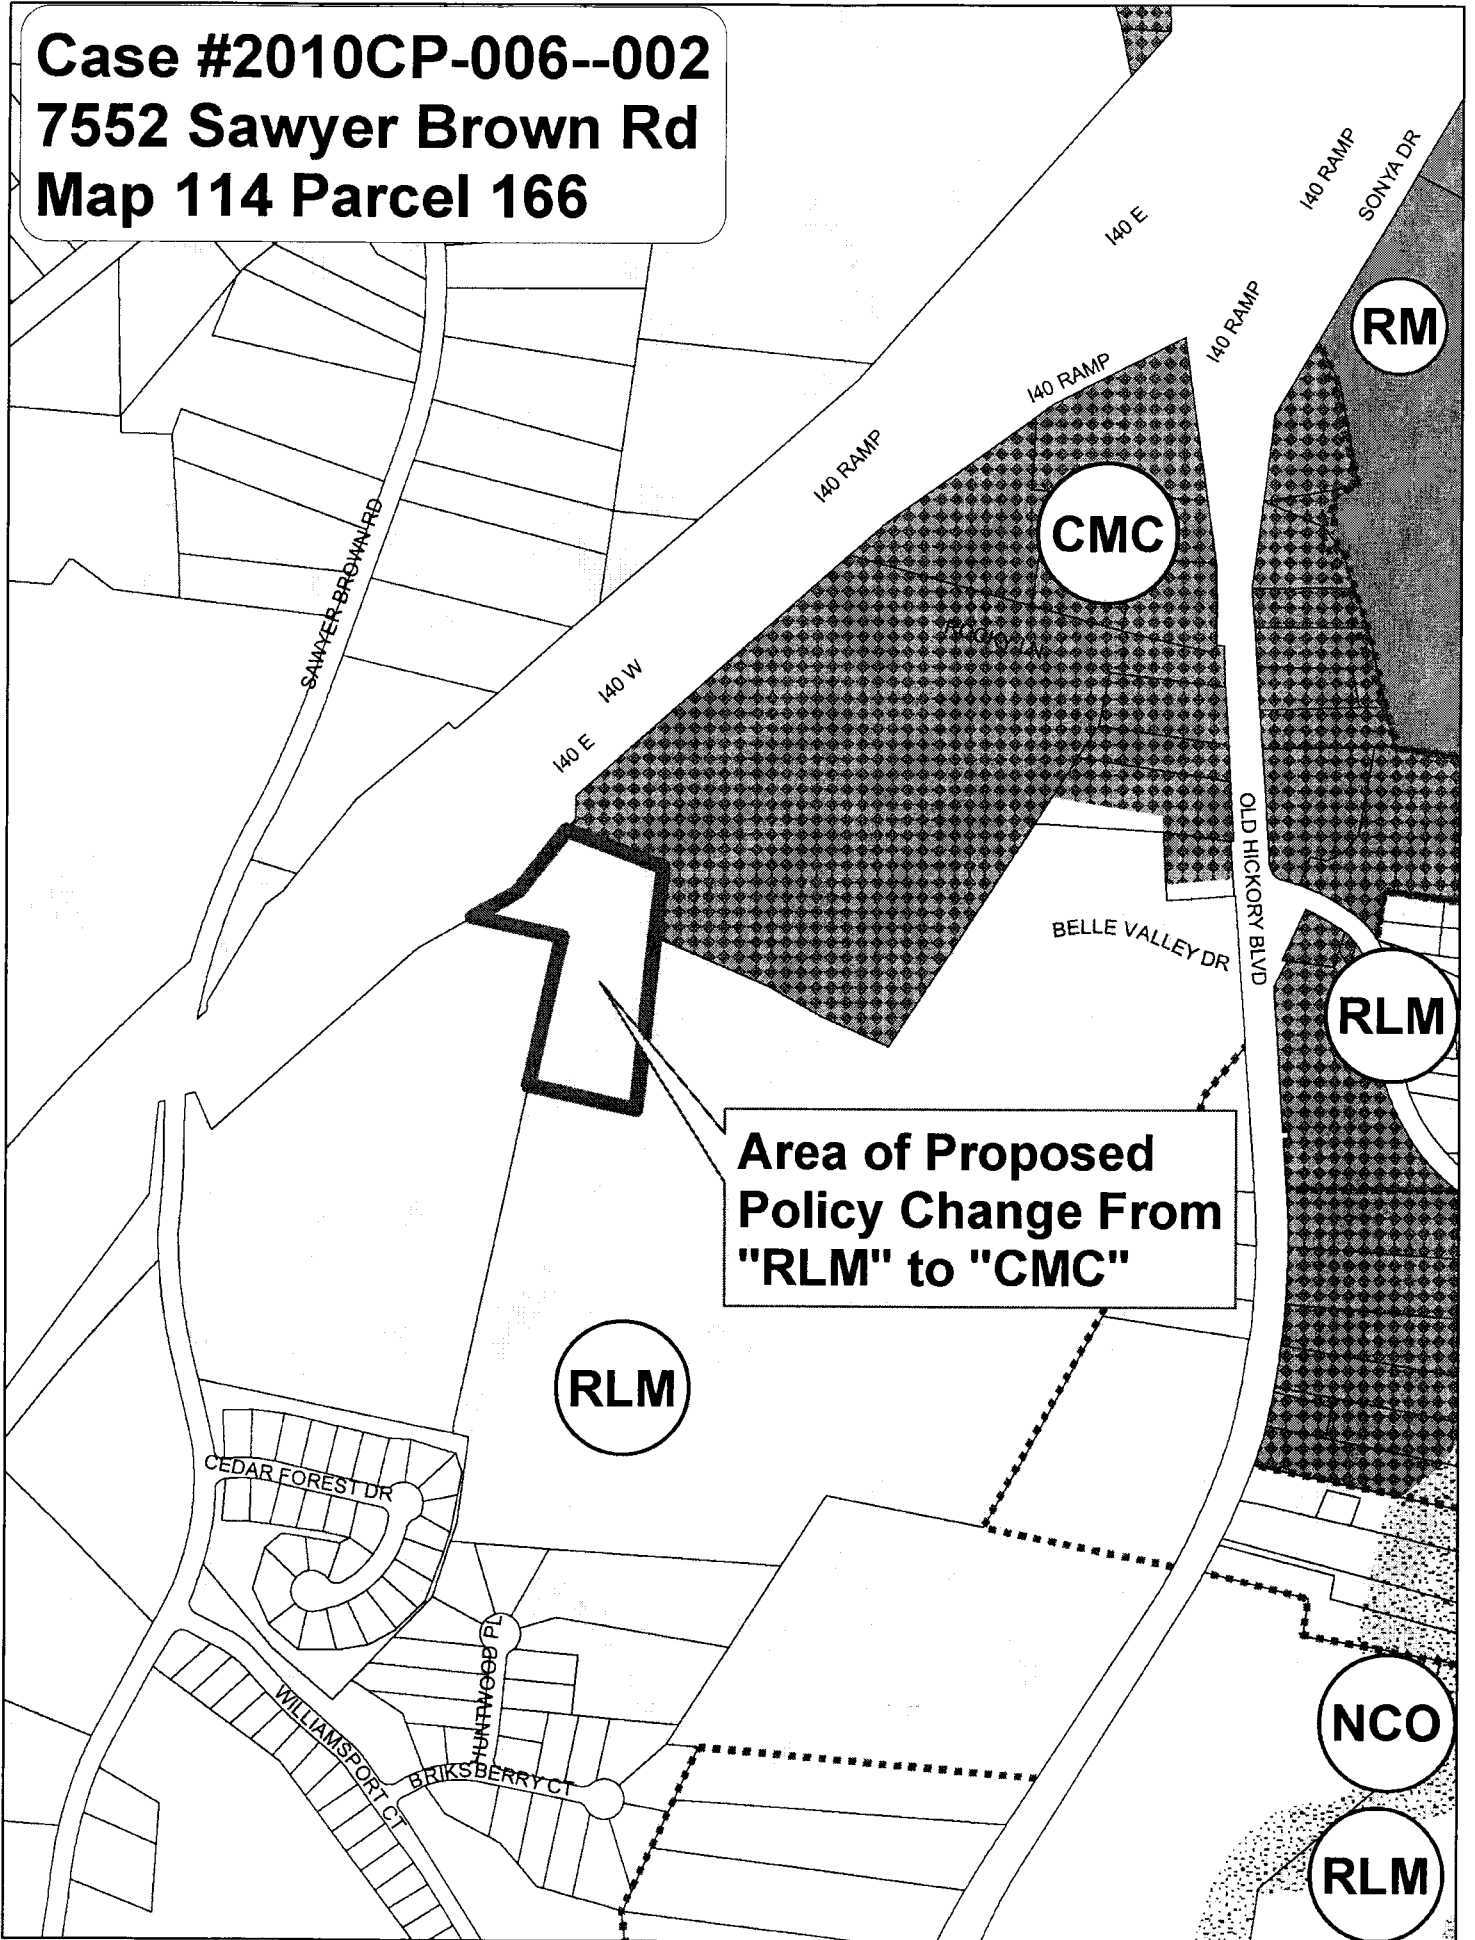 Case #2010CP-006--002
7552 Sawyer Brown Rd
Map 114 Parcel 166
I40 RAMP
SONYA DR
I40 E
I40 RAMP
RM
I40 RAMP
I40 RAMP
CMC
SAWYER BROWN RD
I40 W
I40 E
OLD HICKORY BLVD
BELLE VALLEY DR
RLM
Area of Proposed
Policy Change From
"RLM" to "CMC"
RLM
CEDAR FOREST DR
HUNTWOOD PL
WILLIAMSPORT CT
BRIKSBERRY CT
NCO
RLM